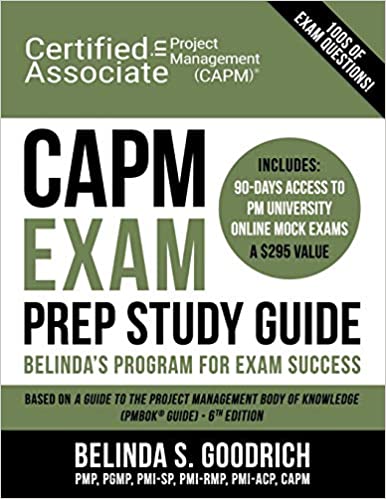 Certified in Project
Associate Management (CAPM)®
100S OF
EXAM QUESTIONS!
CAPM
EXAM
PREP STUDY GUIDE
BELINDA'S PROGRAM FOR EXAM SUCCESS
INCLUDES:
90-DAYS ACCESS TO
PM UNIVERSITY
ONLINE MOCK EXAMS
A $295 VALUE
BASED ON A GUIDE TO THE PROJECT MANAGEMENT BODY OF KNOWLEDGE
(PMBOK® GUIDE) - 6TH EDITION
BELINDA S. GOODRICH
PMP, PGMP, PMI-SP, PMI-RMP, PMI-ACP, CAPM